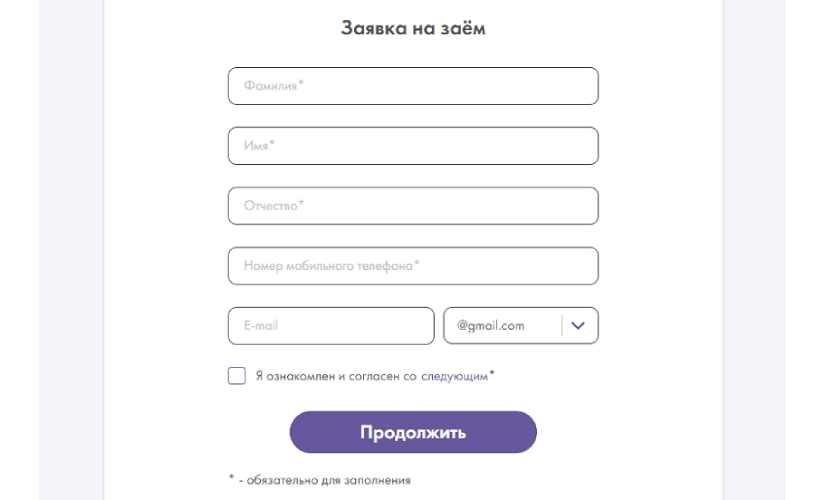 Заявка на заём
Фамилия*
Имя*
Отчество*
Номер мобильного телефона*
E-mail @gmail.com
Я ознакомлен и согласен со следующим*
Продолжить
* - обязательно для заполнения